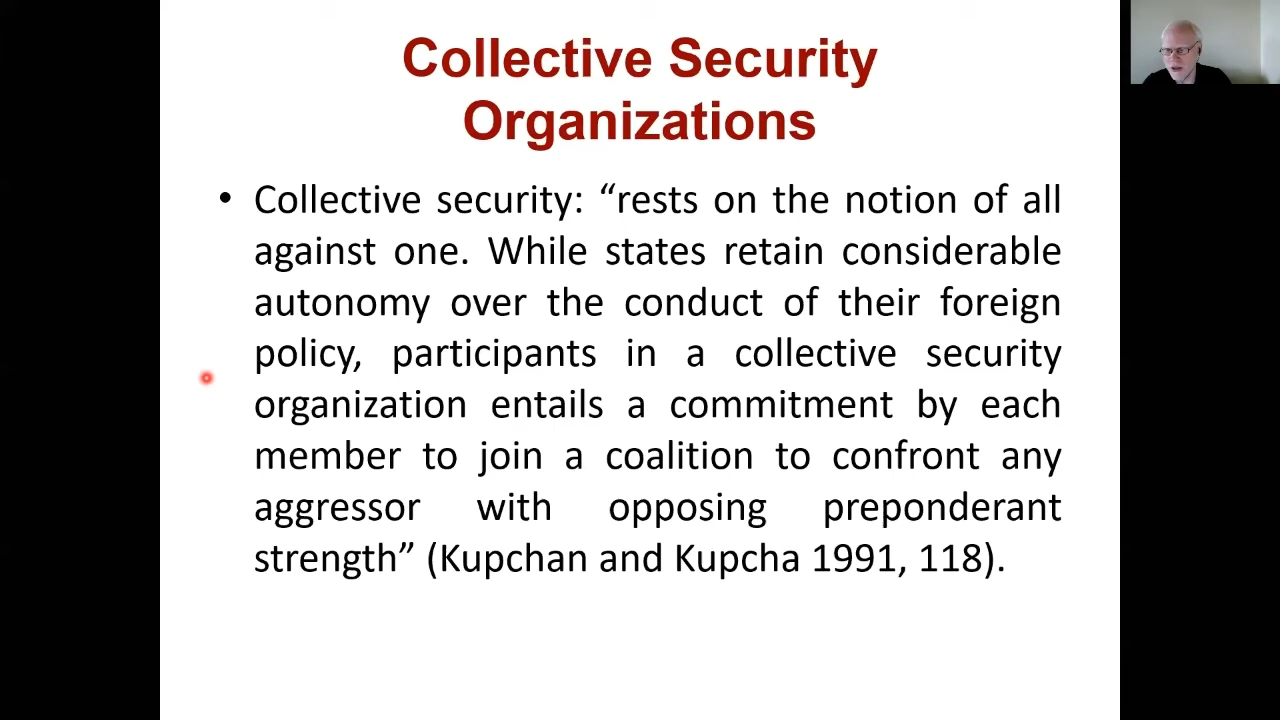 Collective Security
Organizations
• Collective security: “rests on the notion of all
against one. While states retain considerable
autonomy over the conduct of their foreign
policy, participants in a collective security
organization entails a commitment by each
member to join a coalition to confront any
aggressor with opposing preponderant
strength” (Kupchan and Kupcha 1991, 118).